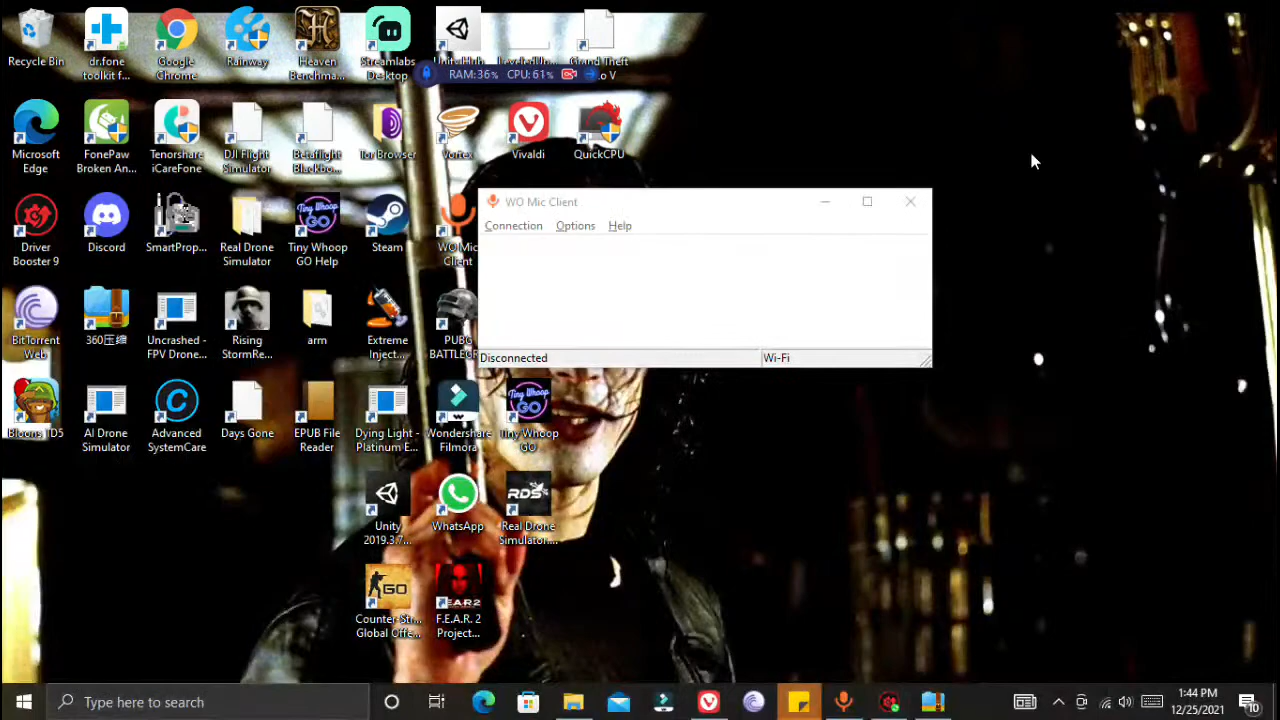 Recycle Bin
dr.fone
toolkit f...
Google
Chrome
Rainway
Heaven
Benchma...
Streamlabs
Desktop
RAM:36%
CPU:61%
Microsoft
Edge
FonePaw
Broken An...
Tenorshare
iCareFone
DJI Flight
Simulator
Betaflight
Blackbo...
Tor Browser
Vortex
Vivaldi
QuickCPU
Driver
Booster 9
Discord
SmartProp...
Real Drone
Simulator
Tiny Whoop
GO Help
Steam
WO Mic
Client
WO Mic Client
Connection
Options
Help
Disconnected
Wi-Fi
BitTorrent
Web
360压缩
Uncrashed -
FPV Drone...
Rising
StormRe...
arm
Extreme
Inject...
PUBG
Bloons TD5
AI Drone
Simulator
Advanced
SystemCare
Days Gone
EPUB File
Reader
Dying Light -
Platinum E...
Wondershare
Filmora
Tiny Whoop
GO
Unity
2019.3.7...
WhatsApp
RDS
Real Drone
Simulator...
GO
Counter-Str...
Global Offe...
FEAR2
F.E.A.R. 2
Project...
Type here to search
1:44 PM
12/25/2021
10